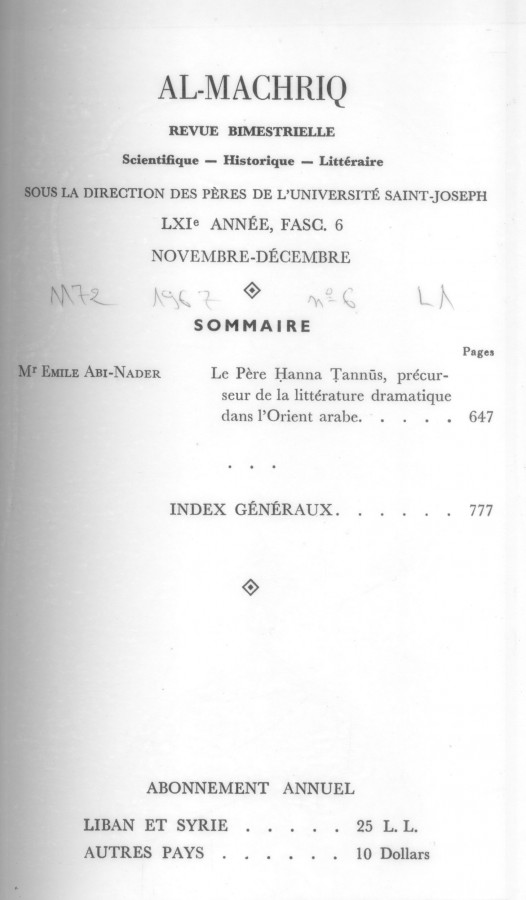 AL-MACHRIQ
REVUE BIMESTRIELLE
Scientifique — Historique — Littéraire
SOUS LA DIRECTION DES PÈRES DE L'UNIVERSITÉ SAINT-JOSEPH
LXIe ANNÉE, FASC. 6
NOVEMBRE-DÉCEMBRE
M72 1967 nº 6 L1
SOMMAIRE
Pages
Mr EMILE ABI-NADER Le Père Ḥanna Ṭannūs, précur-
seur de la littérature dramatique
dans l'Orient arabe. . . . . 647
. . .
INDEX GÉNÉRAUX. . . . . . 777
ABONNEMENT ANNUEL
LIBAN ET SYRIE . . . . . 25 L. L.
AUTRES PAYS . . . . . . 10 Dollars